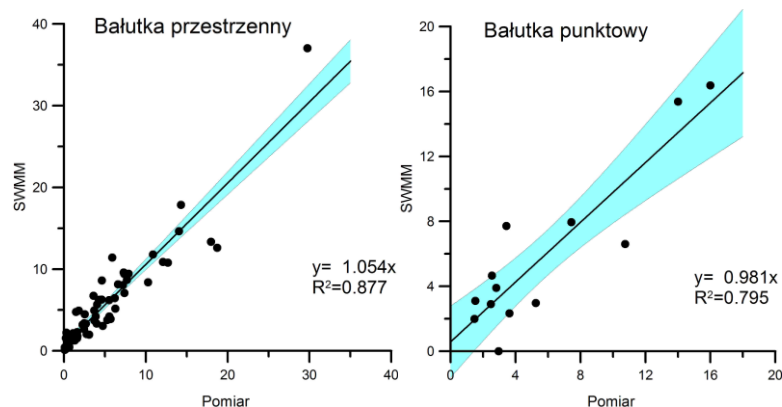 Bałutka przestrzenny
40
30
20
10
0
SWMM
0
10
20
30
40
Pomiar
y= 1.054x
R²=0.877
Bałutka punktowy
20
16
12
8
4
0
SWMM
0
4
8
12
16
20
Pomiar
y= 0.981x
R²=0.795